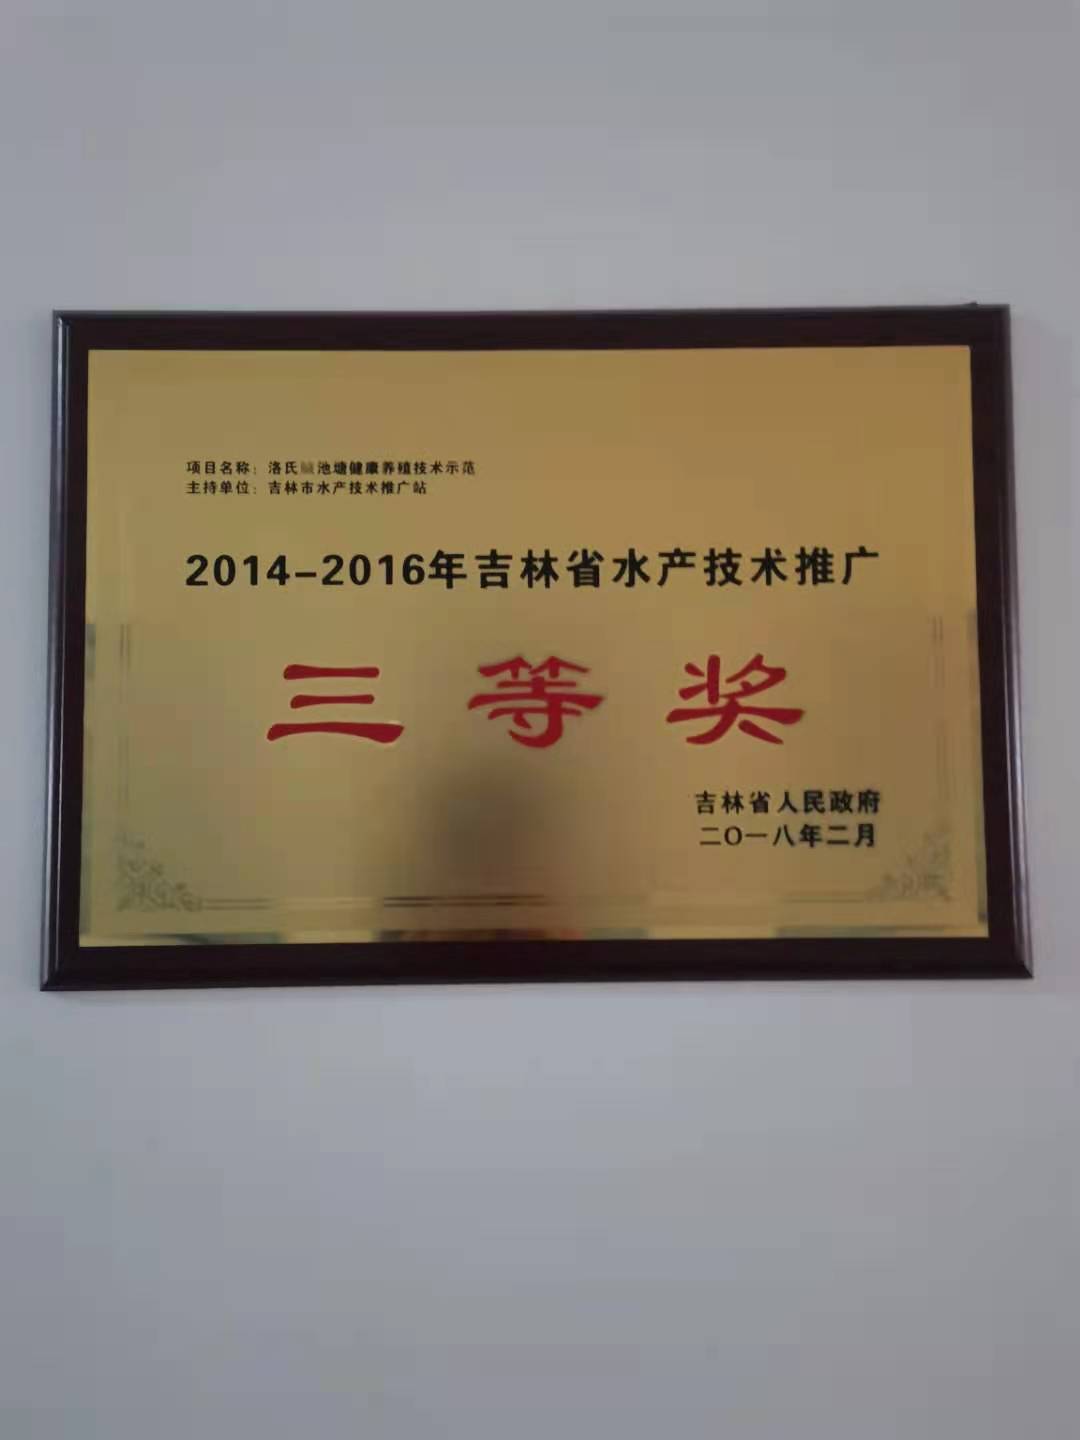 项目名称：洛氏鱥池塘健康养殖技术示范
主持单位：吉林市水产技术推广站
2014-2016年吉林省水产技术推广
三等奖
吉林省人民政府
二〇一八年二月